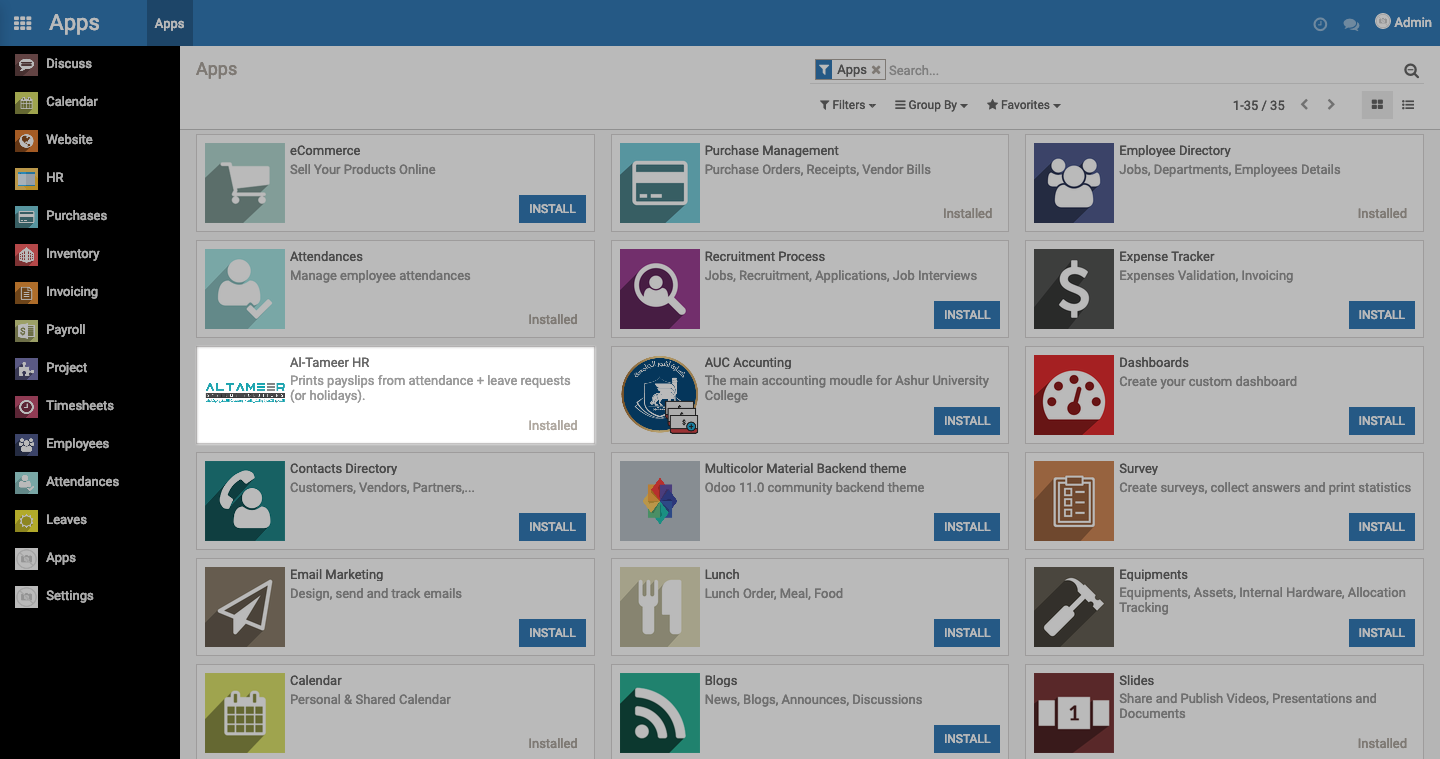 Apps
Apps
Admin
Discuss
Calendar
Website
HR
Purchases
Inventory
Invoicing
Payroll
Project
Timesheets
Employees
Attendances
Leaves
Apps
Settings
Apps
Apps
Search...
Filters
Group By
Favorites
1-35 / 35
eCommerce
Sell Your Products Online
INSTALL
Purchase Management
Purchase Orders, Receipts, Vendor Bills
Installed
Employee Directory
Jobs, Departments, Employees Details
Installed
Attendances
Manage employee attendances
Installed
Recruitment Process
Jobs, Recruitment, Applications, Job Interviews
INSTALL
$
Expense Tracker
Expenses Validation, Invoicing
INSTALL
ALTAMEER
Al-Tameer HR
Prints payslips from attendance + leave requests
(or holidays).
Installed
AUC Accunting
The main accounting moudle for Ashur University
College
INSTALL
Dashboards
Create your custom dashboard
INSTALL
Contacts Directory
Customers, Vendors, Partners,...
INSTALL
Multicolor Material Backend theme
Odoo 11.0 community backend theme
INSTALL
Survey
Create surveys, collect answers and print statistics
INSTALL
Email Marketing
Design, send and track emails
INSTALL
Lunch
Lunch Order, Meal, Food
INSTALL
Equipments
Equipments, Assets, Internal Hardware, Allocation
Tracking
INSTALL
Calendar
Personal & Shared Calendar
Installed
Blogs
News, Blogs, Announces, Discussions
INSTALL
1
Slides
Share and Publish Videos, Presentations and
Documents
Installed